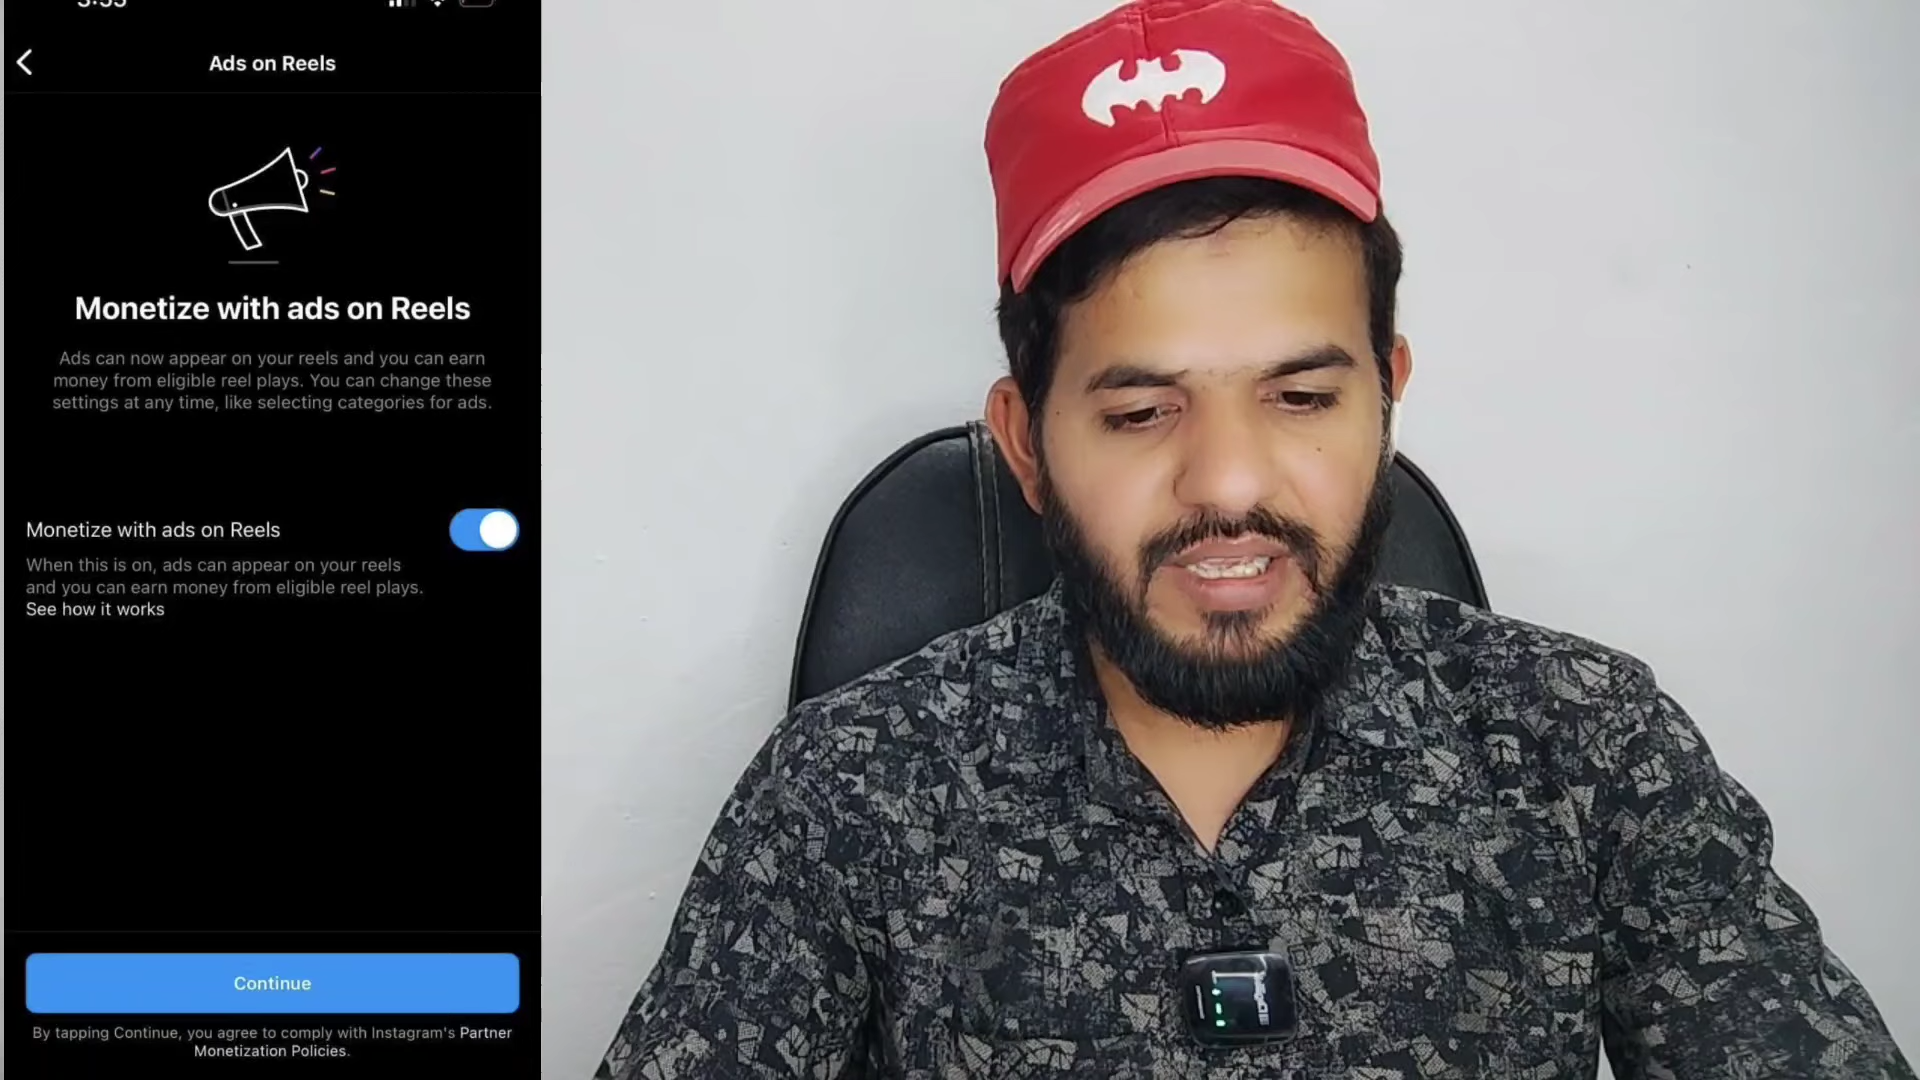 Ads on Reels
Monetize with ads on Reels
Ads can now appear on your reels and you can earn
money from eligible reel plays. You can change these
settings at any time, like selecting categories for ads.
Monetize with ads on Reels
When this is on, ads can appear on your reels
and you can earn money from eligible reel plays.
See how it works
Continue
By tapping Continue, you agree to comply with Instagram's Partner
Monetization Policies.